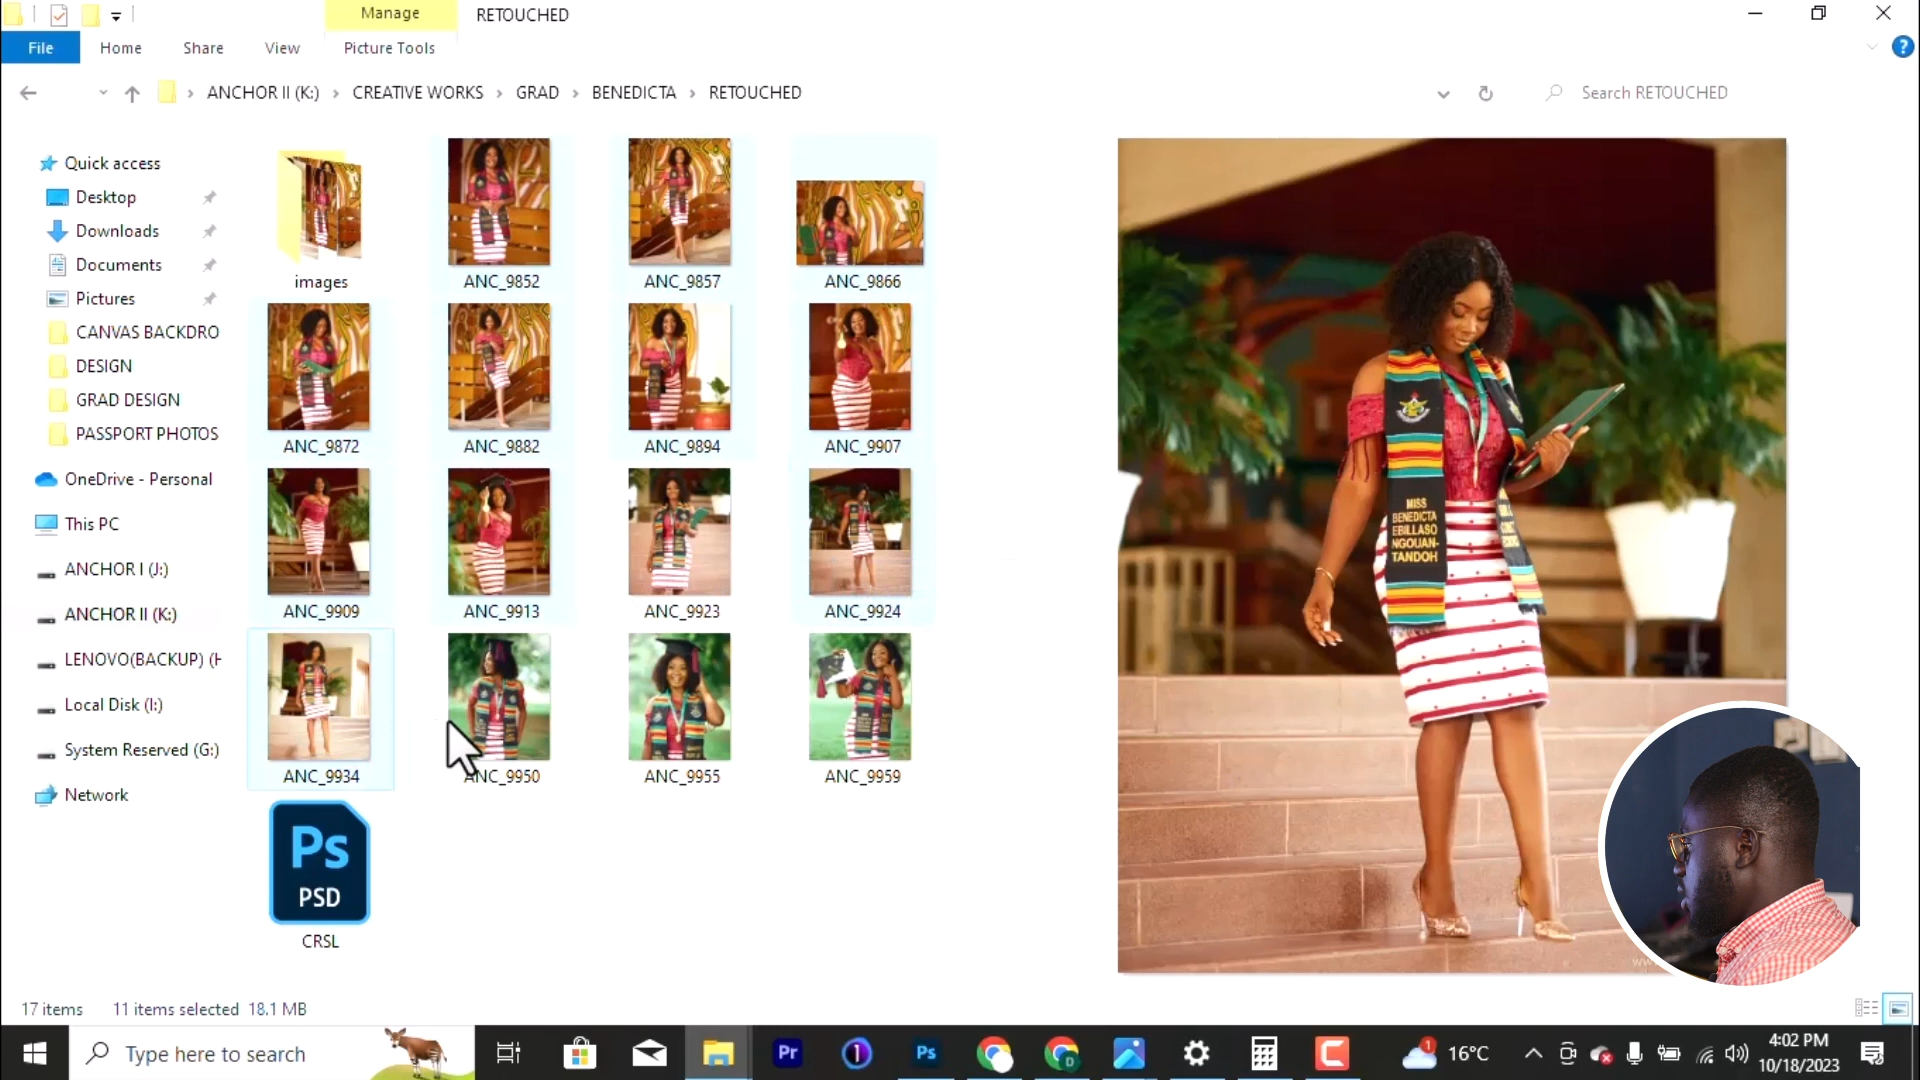 Manage
RETOUCHED
File
Home
Share
View
Picture Tools
ANCHOR II (K:) › CREATIVE WORKS › GRAD › BENEDICTA › RETOUCHED
Search RETOUCHED
Quick access
Desktop
Downloads
Documents
Pictures
CANVAS BACKDRO
DESIGN
GRAD DESIGN
PASSPORT PHOTOS
OneDrive - Personal
This PC
ANCHOR I (J:)
ANCHOR II (K:)
LENOVO(BACKUP) (H
Local Disk (I:)
System Reserved (G:)
Network
images
ANC_9852
ANC_9857
ANC_9866
ANC_9872
ANC_9882
ANC_9894
ANC_9907
ANC_9909
ANC_9913
ANC_9923
ANC_9924
ANC_9934
ANC_9950
ANC_9955
ANC_9959
Ps
PSD
CRSL
MISS
BENEDICTA
EBILLASO
NGOUAN-
TANDOH
17 items
11 items selected 18.1 MB
Type here to search
Pr
Ps
D
1
16°C
4:02 PM
10/18/2023